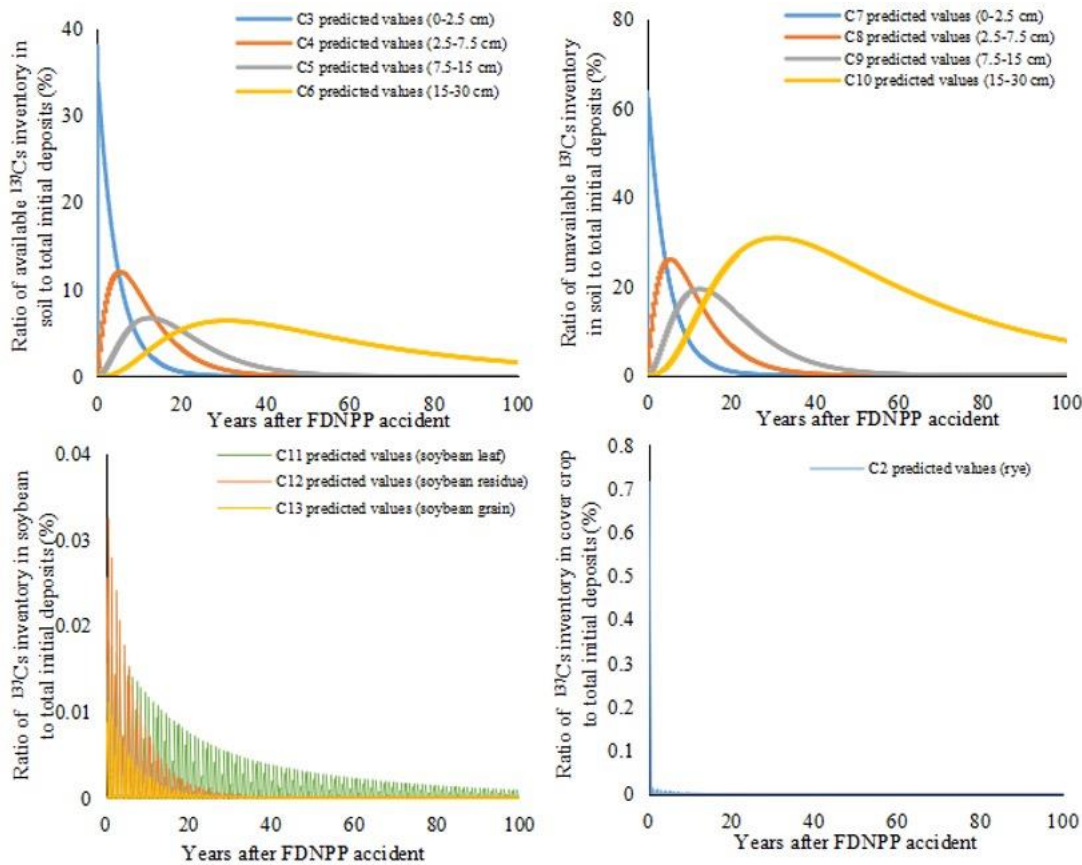 Ratio of available ¹³⁷Cs inventory in
soil to total initial deposits (%)
40
30
20
10
0
C3 predicted values (0-2.5 cm)
C4 predicted values (2.5-7.5 cm)
C5 predicted values (7.5-15 cm)
C6 predicted values (15-30 cm)
0 20 40 60 80 100
Years after FDNPP accident
Ratio of unavailable ¹³⁷Cs inventory
in soil to total initial deposits (%)
80
60
40
20
0
C7 predicted values (0-2.5 cm)
C8 predicted values (2.5-7.5 cm)
C9 predicted values (7.5-15 cm)
C10 predicted values (15-30 cm)
0 20 40 60 80 100
Years after FDNPP accident
Ratio of ¹³⁷Cs inventory in soybean
to total initial deposits (%)
0.04
0.03
0.02
0.01
0
C11 predicted values (soybean leaf)
C12 predicted values (soybean residue)
C13 predicted values (soybean grain)
0 20 40 60 80 100
Years after FDNPP accident
Ratio of ¹³⁷Cs inventory in cover crop
to total initial deposits (%)
0.8
0.7
0.6
0.5
0.4
0.3
0.2
0.1
0
C2 predicted values (rye)
0 20 40 60 80 100
Years after FDNPP accident